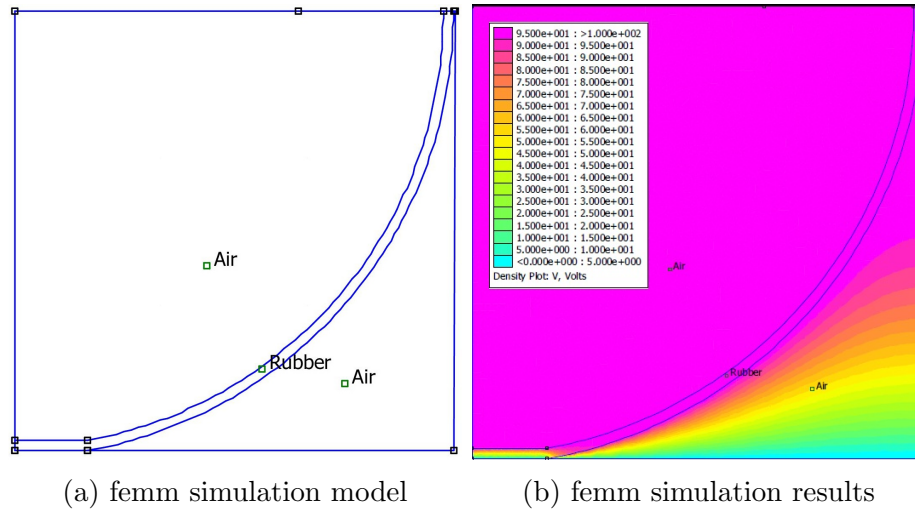 Air
Rubber
Air
9.500e+001 : >1.000e+002
9.000e+001 : 9.500e+001
8.500e+001 : 9.000e+001
8.000e+001 : 8.500e+001
7.500e+001 : 8.000e+001
7.000e+001 : 7.500e+001
6.500e+001 : 7.000e+001
6.000e+001 : 6.500e+001
5.500e+001 : 6.000e+001
5.000e+001 : 5.500e+001
4.500e+001 : 5.000e+001
4.000e+001 : 4.500e+001
3.500e+001 : 4.000e+001
3.000e+001 : 3.500e+001
2.500e+001 : 3.000e+001
2.000e+001 : 2.500e+001
1.500e+001 : 2.000e+001
1.000e+001 : 1.500e+001
5.000e+000 : 1.000e+001
<0.000e+000 : 5.000e+000
Density Plot: V, Volts
Air
Rubber
Air
(a) femm simulation model
(b) femm simulation results